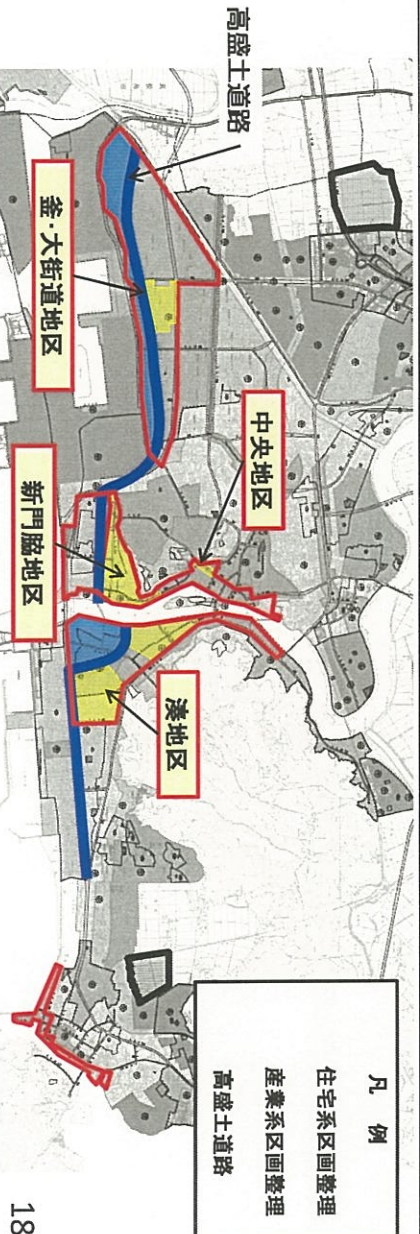 高盛土道路
釜・大街道地区
中央地区
新門脇地区
湊地区
凡 例
住宅系区画整理
産業系区画整理
高盛土道路
18